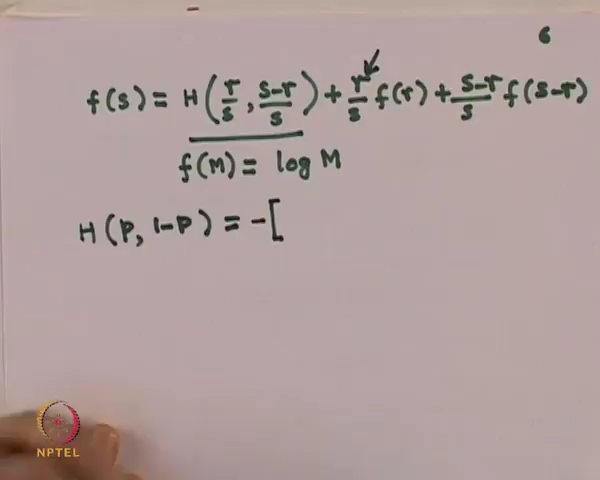 6
f(s) = H(r/s, s-r/s) + r/s f(r) + s-r/s f(s-r)
f(M) = log M
H(p, 1-p) = -[
NPTEL